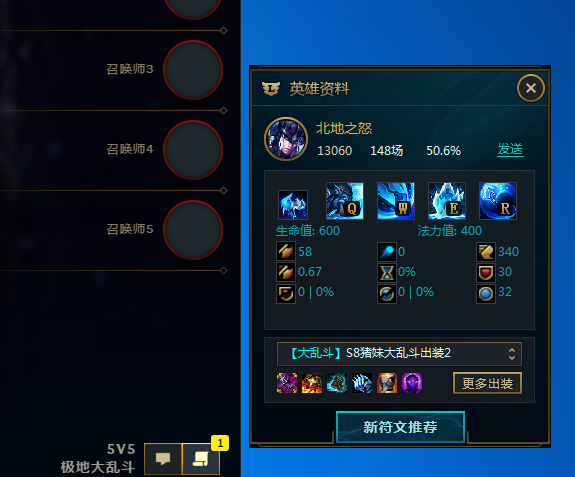 召唤师3
召唤师4
召唤师5
5V5
极地大乱斗
1
英雄资料
北地之怒
13060 148场 50.6% 发送
Q W E R
生命值: 600 法力值: 400
58 0 340
0.67 0% 30
0 | 0% 0 | 0% 32
【大乱斗】S8猪妹大乱斗出装2
更多出装
新符文推荐